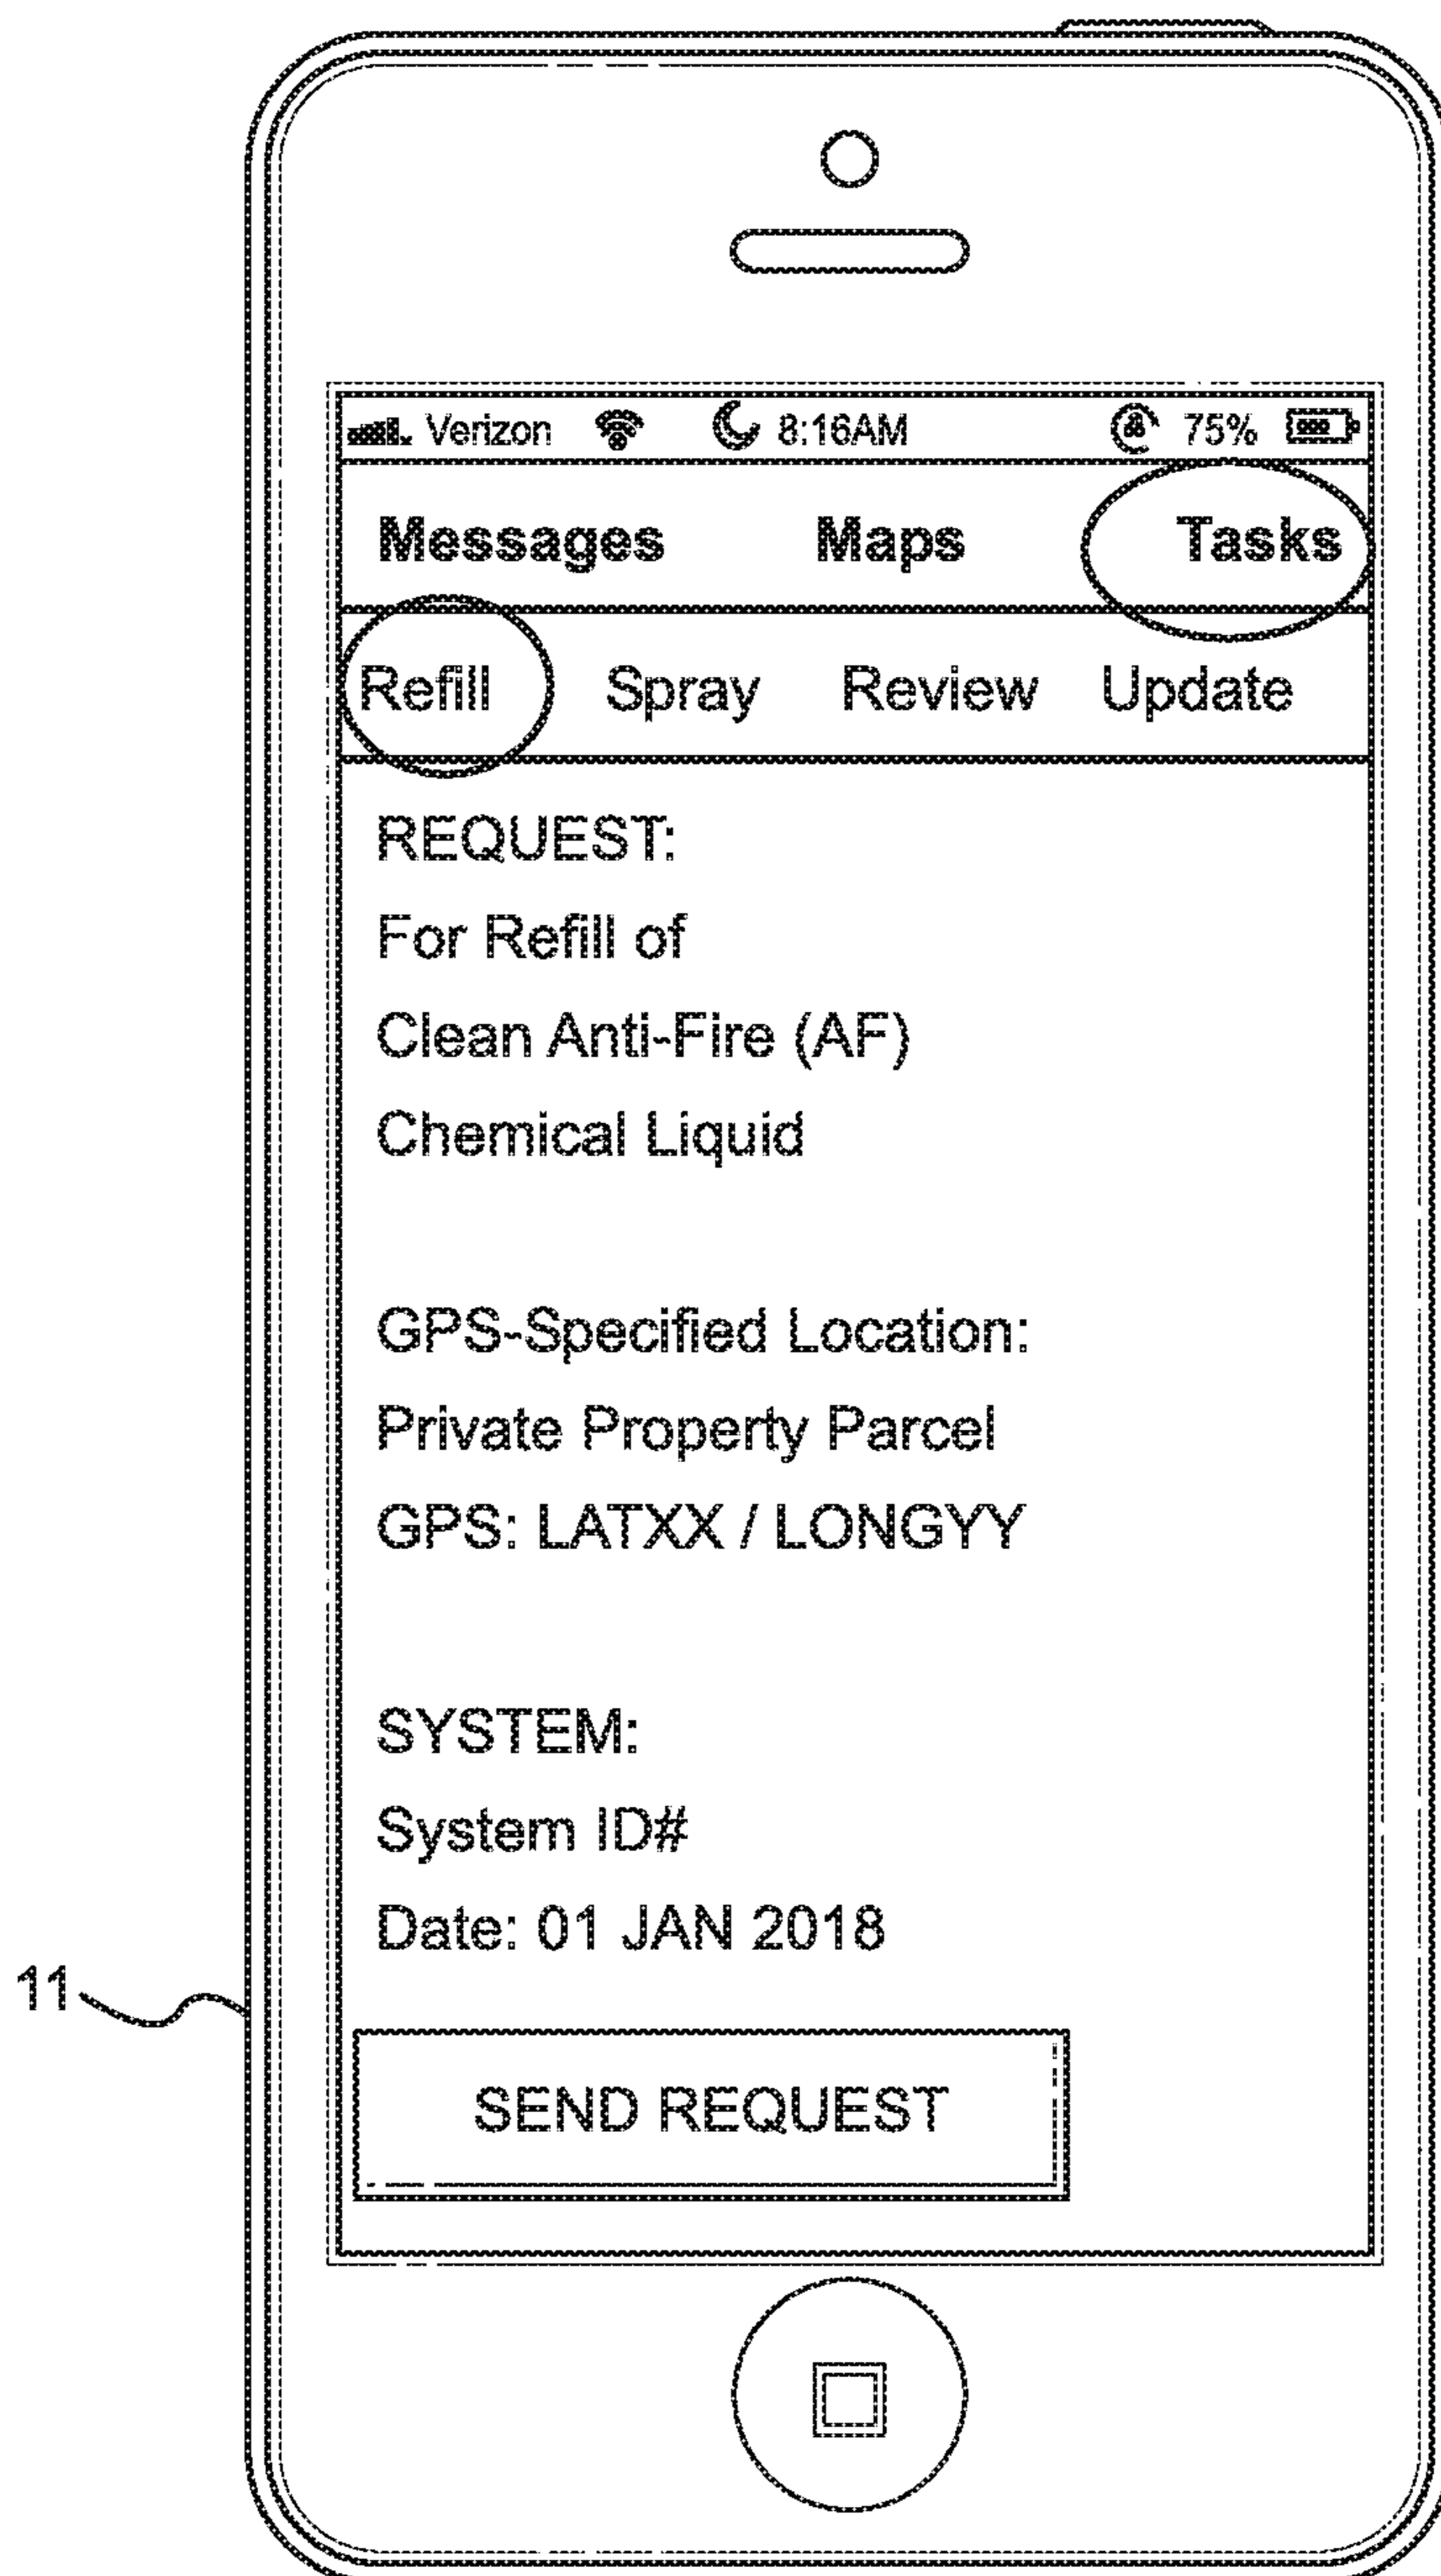 Verizon 8:16AM 75%
Messages Maps Tasks
Refill Spray Review Update
REQUEST:
For Refill of
Clean Anti-Fire (AF)
Chemical Liquid
GPS-Specified Location:
Private Property Parcel
GPS: LATXX / LONGYY
SYSTEM:
System ID#
Date: 01 JAN 2018
11
SEND REQUEST